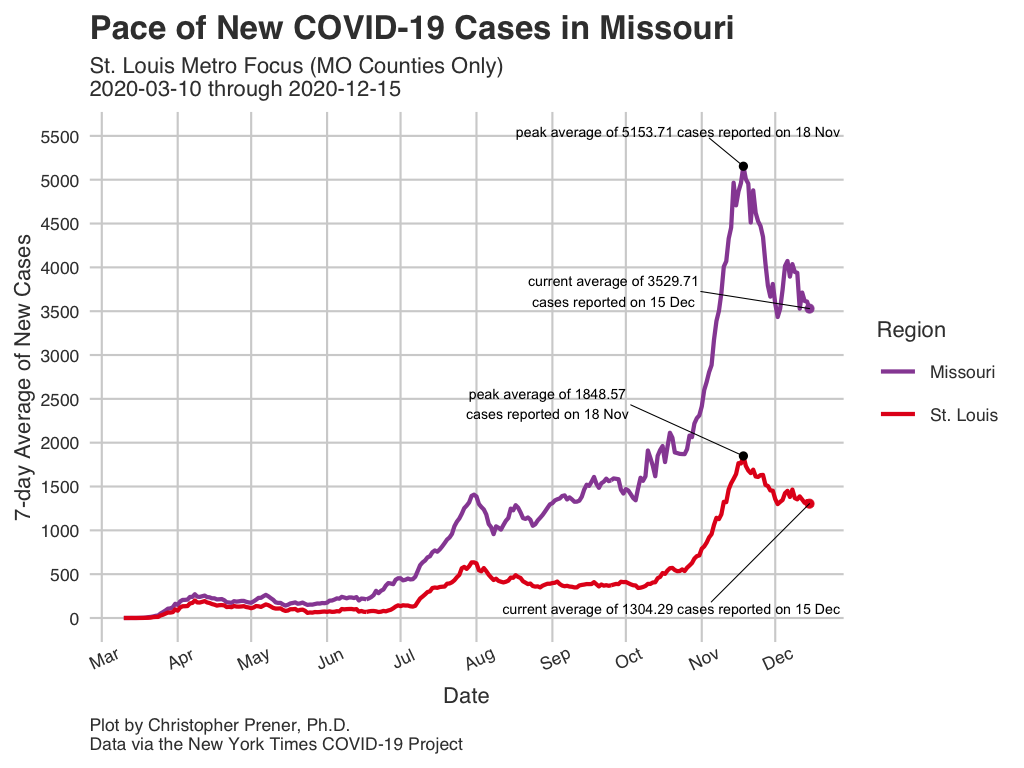 Pace of New COVID-19 Cases in Missouri
St. Louis Metro Focus (MO Counties Only)
2020-03-10 through 2020-12-15
7-day Average of New Cases
5500
5000
4500
4000
3500
3000
2500
2000
1500
1000
500
0
peak average of 5153.71 cases reported on 18 Nov
current average of 3529.71
cases reported on 15 Dec
peak average of 1848.57
cases reported on 18 Nov
current average of 1304.29 cases reported on 15 Dec
Mar
Apr
May
Jun
Jul
Aug
Sep
Oct
Nov
Dec
Date
Region
Missouri
St. Louis
Plot by Christopher Prener, Ph.D.
Data via the New York Times COVID-19 Project